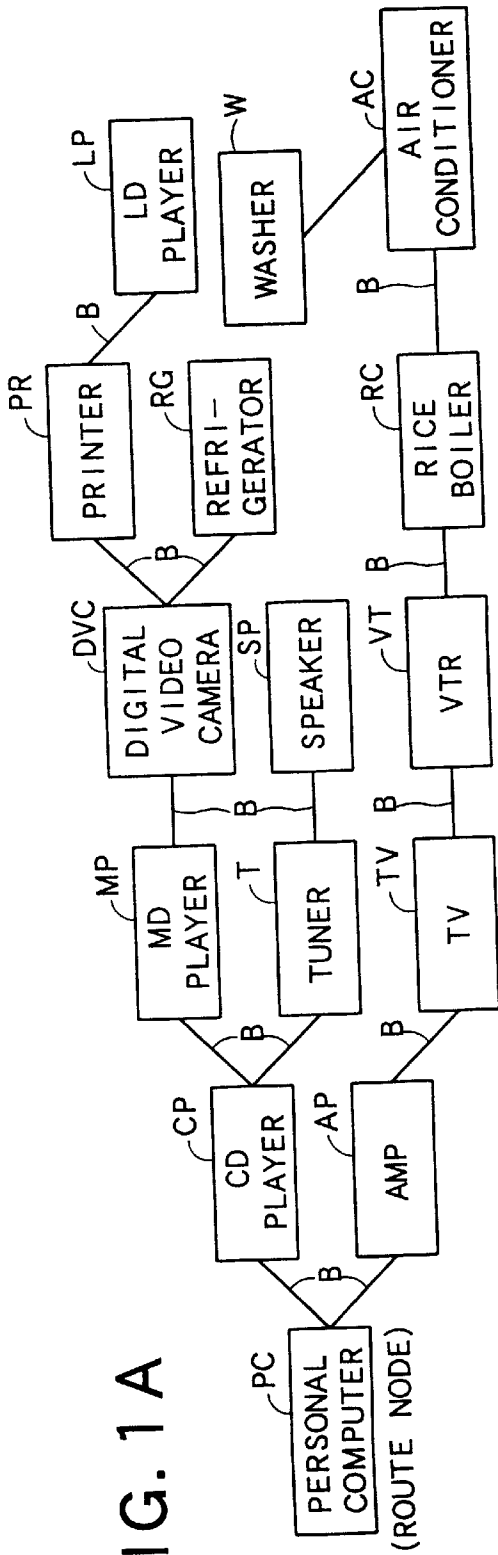 IG. 1A
PC
PERSONAL
COMPUTER
(ROUTE NODE)
B
CP
CD
PLAYER
AP
AMP
B
B
MP
MD
PLAYER
T
TUNER
TV
TV
B
B
DVC
DIGITAL
VIDEO
CAMERA
SP
SPEAKER
VT
VTR
B
B
PR
PRINTER
RG
REFRI-
GERATOR
RC
RICE
BOILER
B
B
LP
LD
PLAYER
W
WASHER
AC
AIR
CONDITIONER